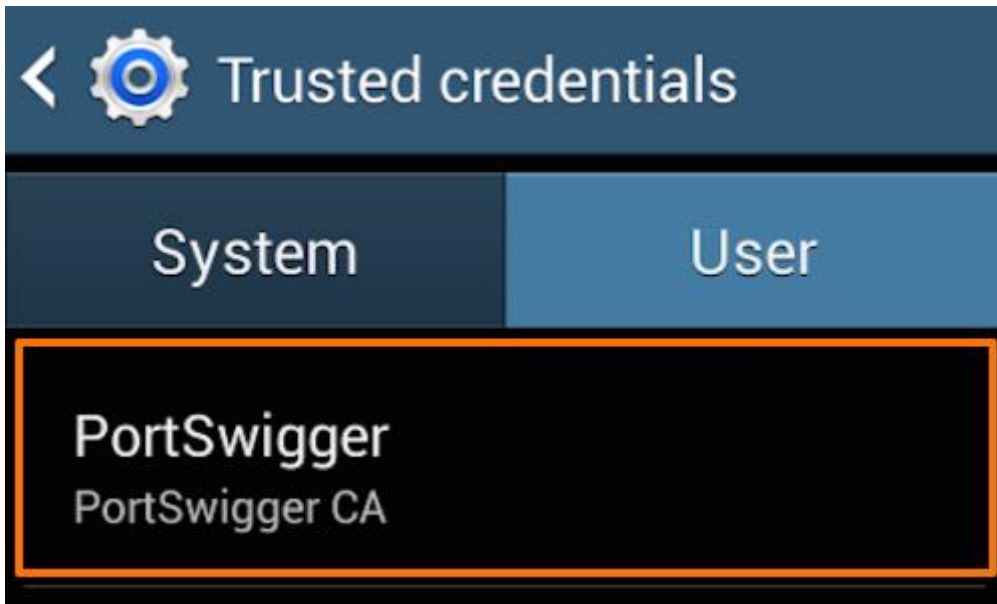 Trusted credentials
System
User
PortSwigger
PortSwigger CA